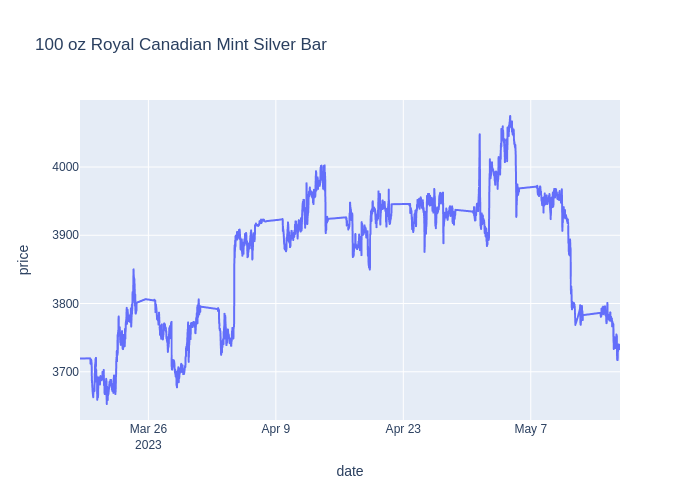 100 oz Royal Canadian Mint Silver Bar
4000
3900
3800
3700
price
Mar 26
2023
Apr 9
Apr 23
May 7
date